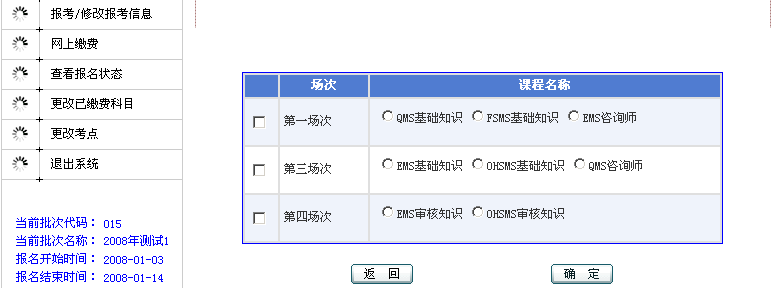 报考/修改报考信息
网上缴费
查看报名状态
更改已缴费科目
更改考点
退出系统
当前批次代码： 015
当前批次名称： 2008年测试1
报名开始时间： 2008-01-03
报名结束时间： 2008-01-14
场次 课程名称
第一场次 QMS基础知识 FSMS基础知识 EMS咨询师
第三场次 EMS基础知识 OHSMS基础知识 QMS咨询师
第四场次 EMS审核知识 OHSMS审核知识
返 回 确 定